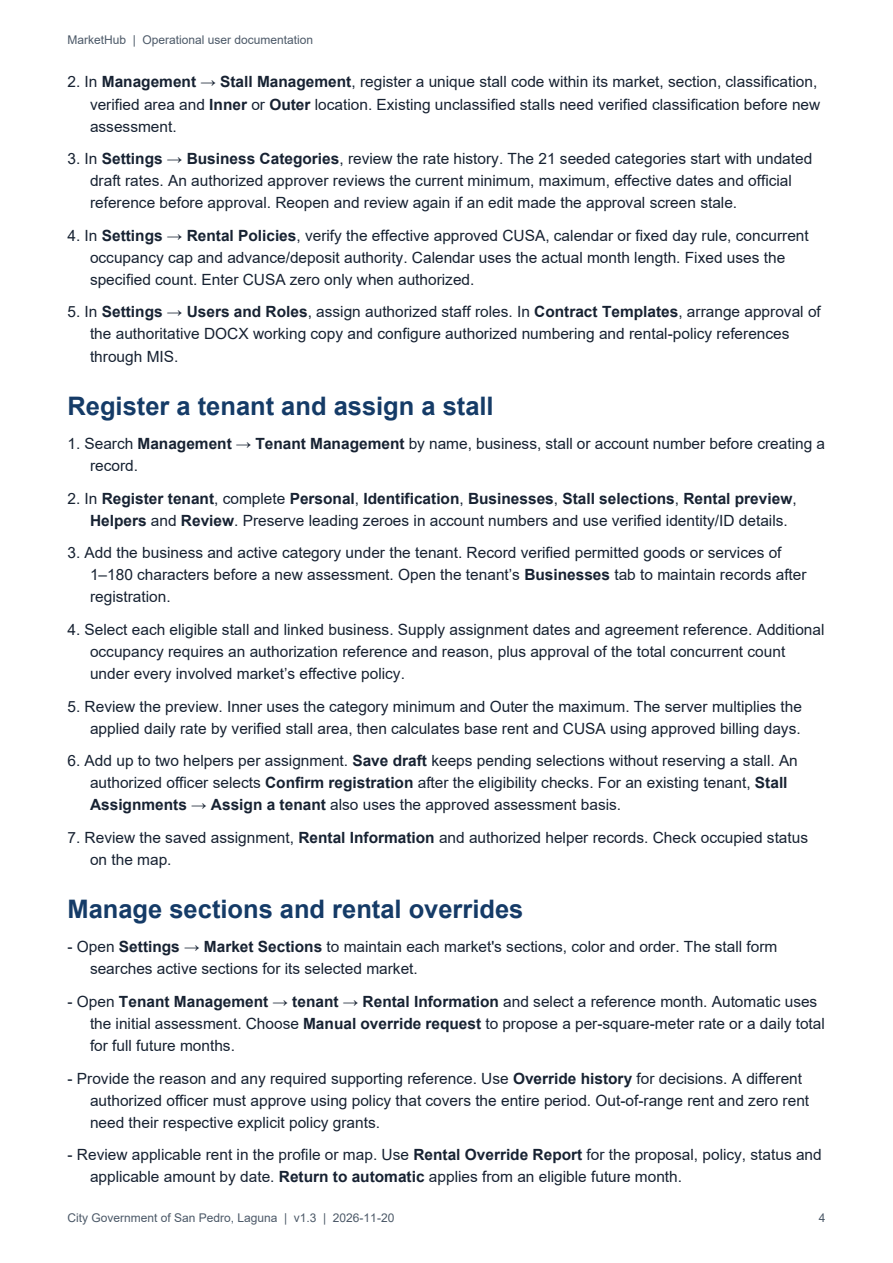 MarketHub | Operational user documentation
2. In Management → Stall Management, register a unique stall code within its market, section, classification,
verified area and Inner or Outer location. Existing unclassified stalls need verified classification before new
assessment.
3. In Settings → Business Categories, review the rate history. The 21 seeded categories start with undated
draft rates. An authorized approver reviews the current minimum, maximum, effective dates and official
reference before approval. Reopen and review again if an edit made the approval screen stale.
4. In Settings → Rental Policies, verify the effective approved CUSA, calendar or fixed day rule, concurrent
occupancy cap and advance/deposit authority. Calendar uses the actual month length. Fixed uses the
specified count. Enter CUSA zero only when authorized.
5. In Settings → Users and Roles, assign authorized staff roles. In Contract Templates, arrange approval of
the authoritative DOCX working copy and configure authorized numbering and rental-policy references
through MIS.
Register a tenant and assign a stall
1. Search Management → Tenant Management by name, business, stall or account number before creating a
record.
2. In Register tenant, complete Personal, Identification, Businesses, Stall selections, Rental preview,
Helpers and Review. Preserve leading zeroes in account numbers and use verified identity/ID details.
3. Add the business and active category under the tenant. Record verified permitted goods or services of
1–180 characters before a new assessment. Open the tenant’s Businesses tab to maintain records after
registration.
4. Select each eligible stall and linked business. Supply assignment dates and agreement reference. Additional
occupancy requires an authorization reference and reason, plus approval of the total concurrent count
under every involved market’s effective policy.
5. Review the preview. Inner uses the category minimum and Outer the maximum. The server multiplies the
applied daily rate by verified stall area, then calculates base rent and CUSA using approved billing days.
6. Add up to two helpers per assignment. Save draft keeps pending selections without reserving a stall. An
authorized officer selects Confirm registration after the eligibility checks. For an existing tenant, Stall
Assignments → Assign a tenant also uses the approved assessment basis.
7. Review the saved assignment, Rental Information and authorized helper records. Check occupied status
on the map.
Manage sections and rental overrides
- Open Settings → Market Sections to maintain each market's sections, color and order. The stall form
searches active sections for its selected market.
- Open Tenant Management → tenant → Rental Information and select a reference month. Automatic uses
the initial assessment. Choose Manual override request to propose a per-square-meter rate or a daily total
for full future months.
- Provide the reason and any required supporting reference. Use Override history for decisions. A different
authorized officer must approve using policy that covers the entire period. Out-of-range rent and zero rent
need their respective explicit policy grants.
- Review applicable rent in the profile or map. Use Rental Override Report for the proposal, policy, status and
applicable amount by date. Return to automatic applies from an eligible future month.
City Government of San Pedro, Laguna | v1.3 | 2026-11-20
4